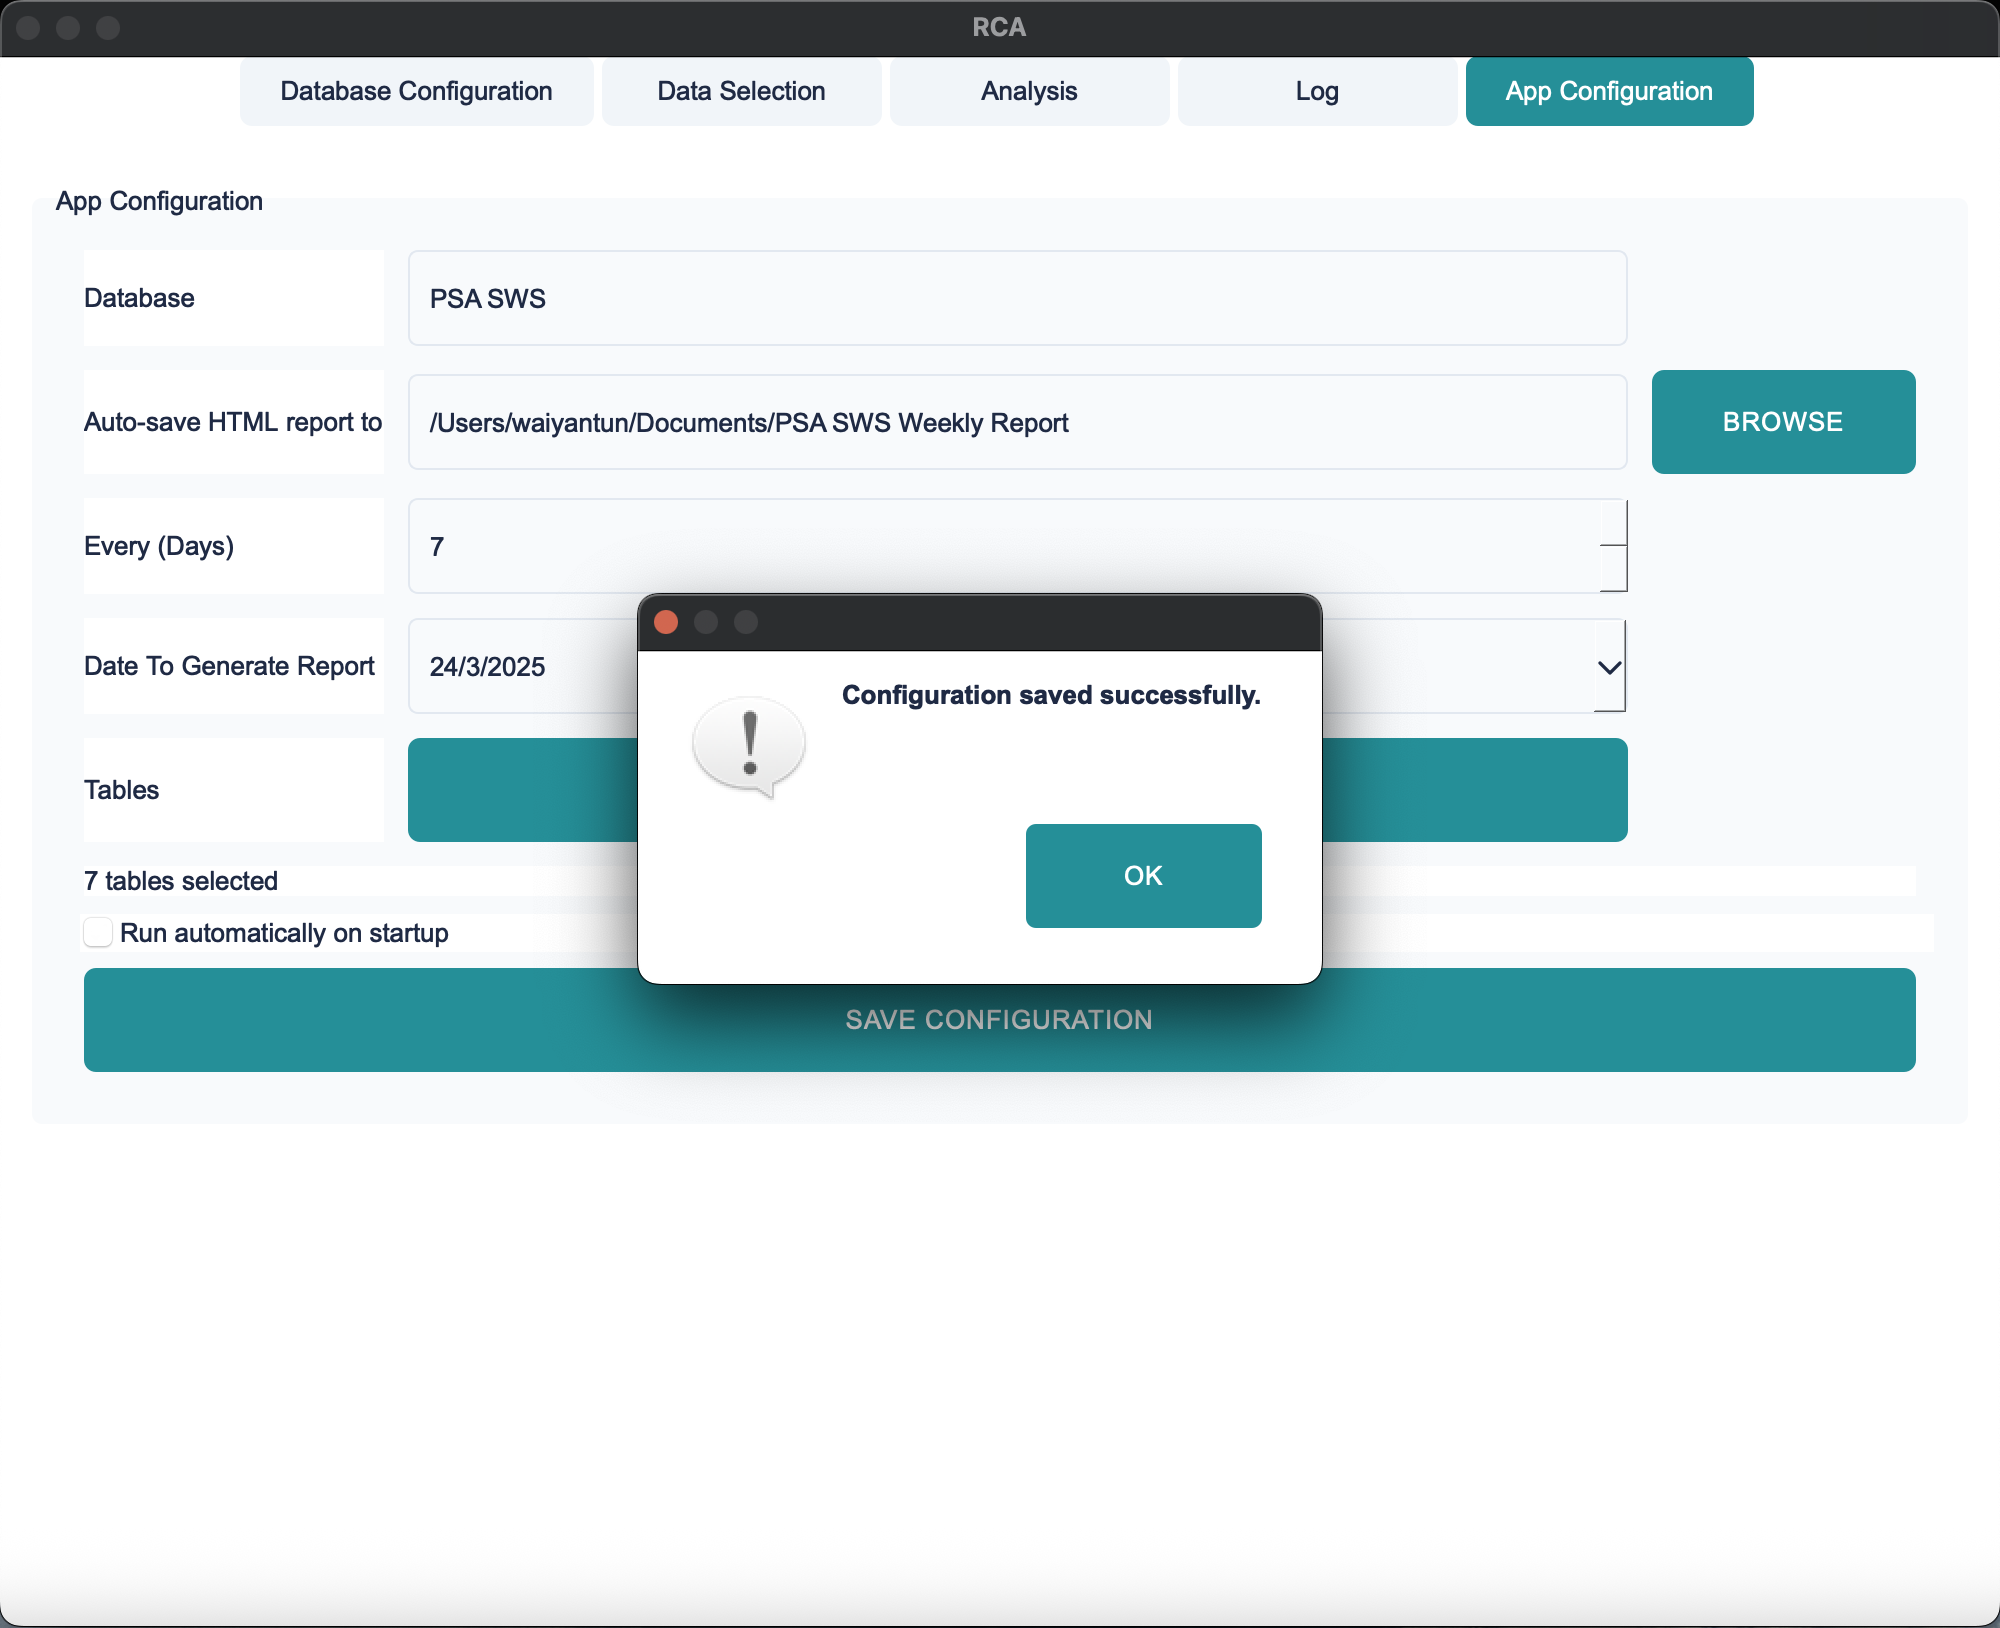 RCA
Database Configuration
Data Selection
Analysis
Log
App Configuration
App Configuration
Database
PSA SWS
Auto-save HTML report to
/Users/waiyantun/Documents/PSA SWS Weekly Report
BROWSE
Every (Days)
7
Date To Generate Report
24/3/2025
Tables
7 tables selected
Run automatically on startup
Configuration saved successfully.
OK
SAVE CONFIGURATION